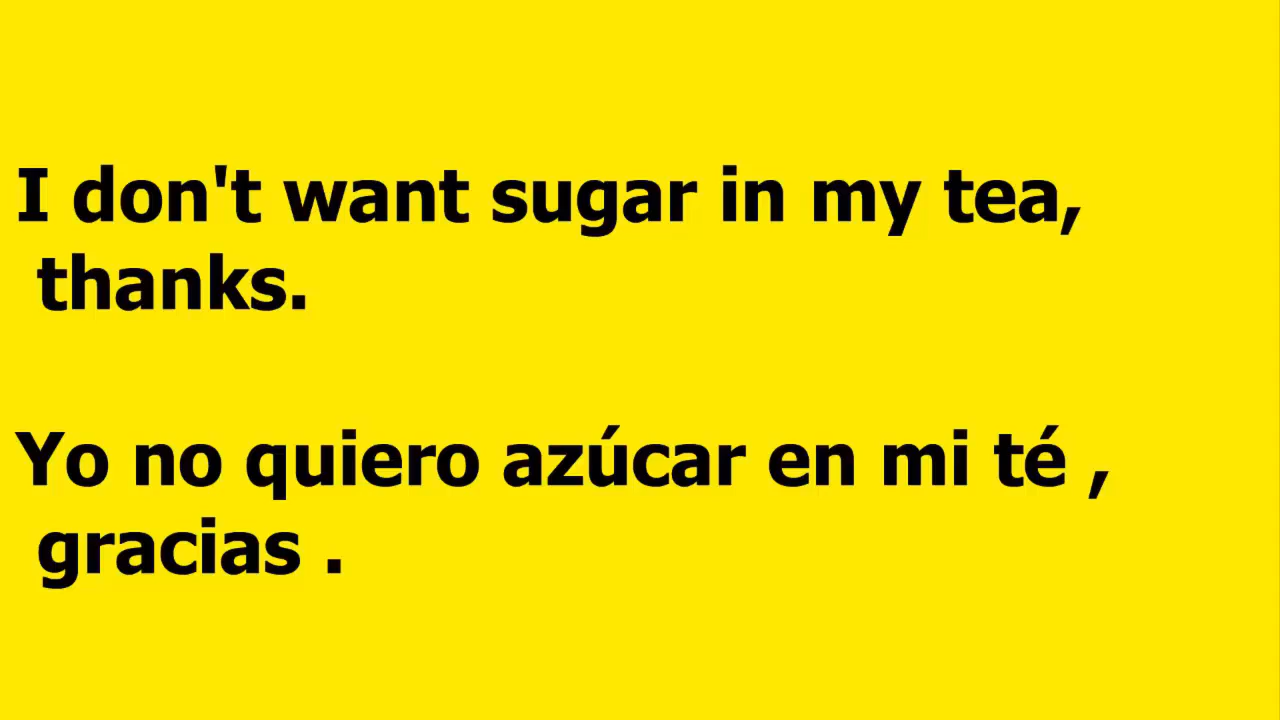 I don't want sugar in my tea,
thanks.
Yo no quiero azúcar en mi té ,
gracias .